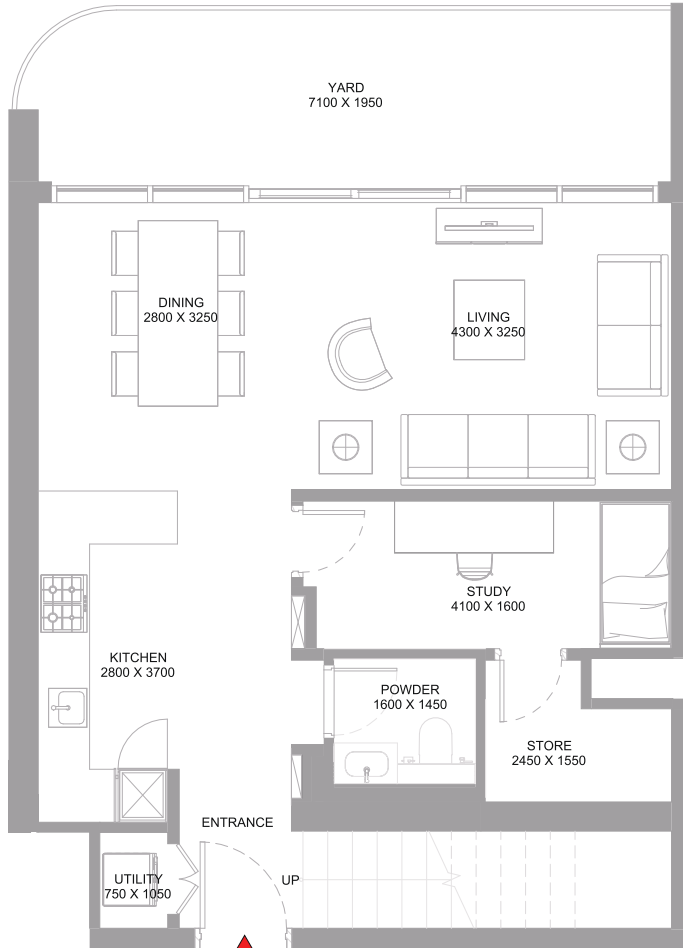 YARD
7100 X 1950
DINING
2800 X 3250
LIVING
4300 X 3250
STUDY
4100 X 1600
KITCHEN
2800 X 3700
POWDER
1600 X 1450
STORE
2450 X 1550
ENTRANCE
UP
UTILITY
750 X 1050